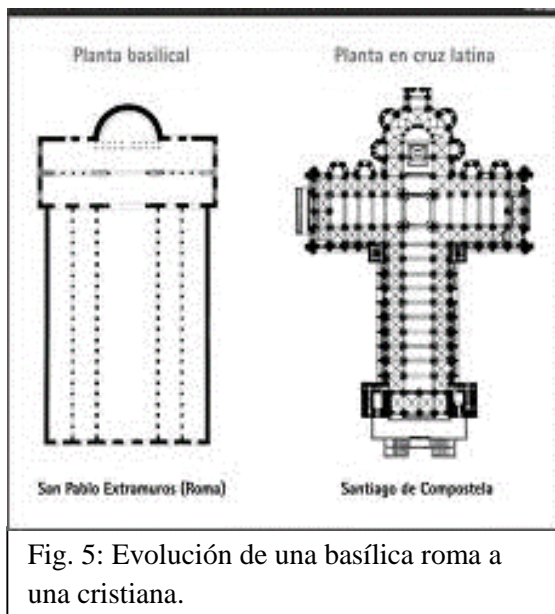 Planta basilical
Planta en cruz latina
San Pablo Extramuros (Roma)
Santiago de Compostela
Fig. 5: Evolución de una basílica roma a
una cristiana.